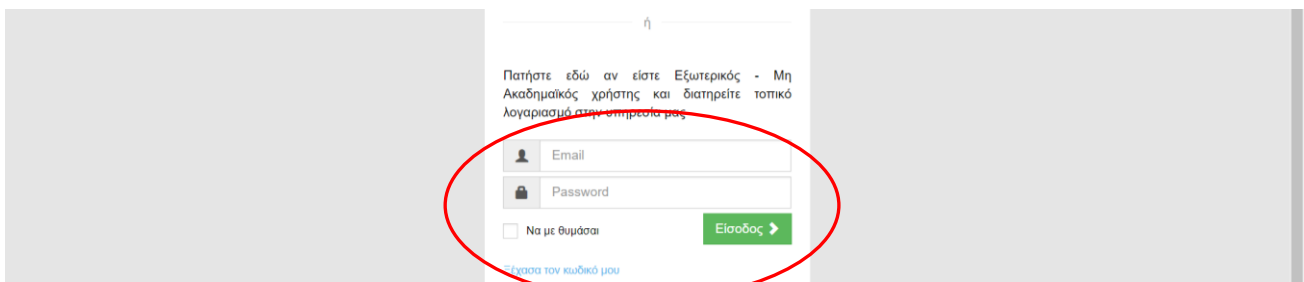 ή
Πατήστε εδώ αν είστε Εξωτερικός - Μη
Ακαδημαϊκός χρήστης και διατηρείτε τοπικό
λογαριασμό στην υπηρεσία μας
Email
Password
Να με θυμάσαι
Είσοδος
Ξέχασα τον κωδικό μου